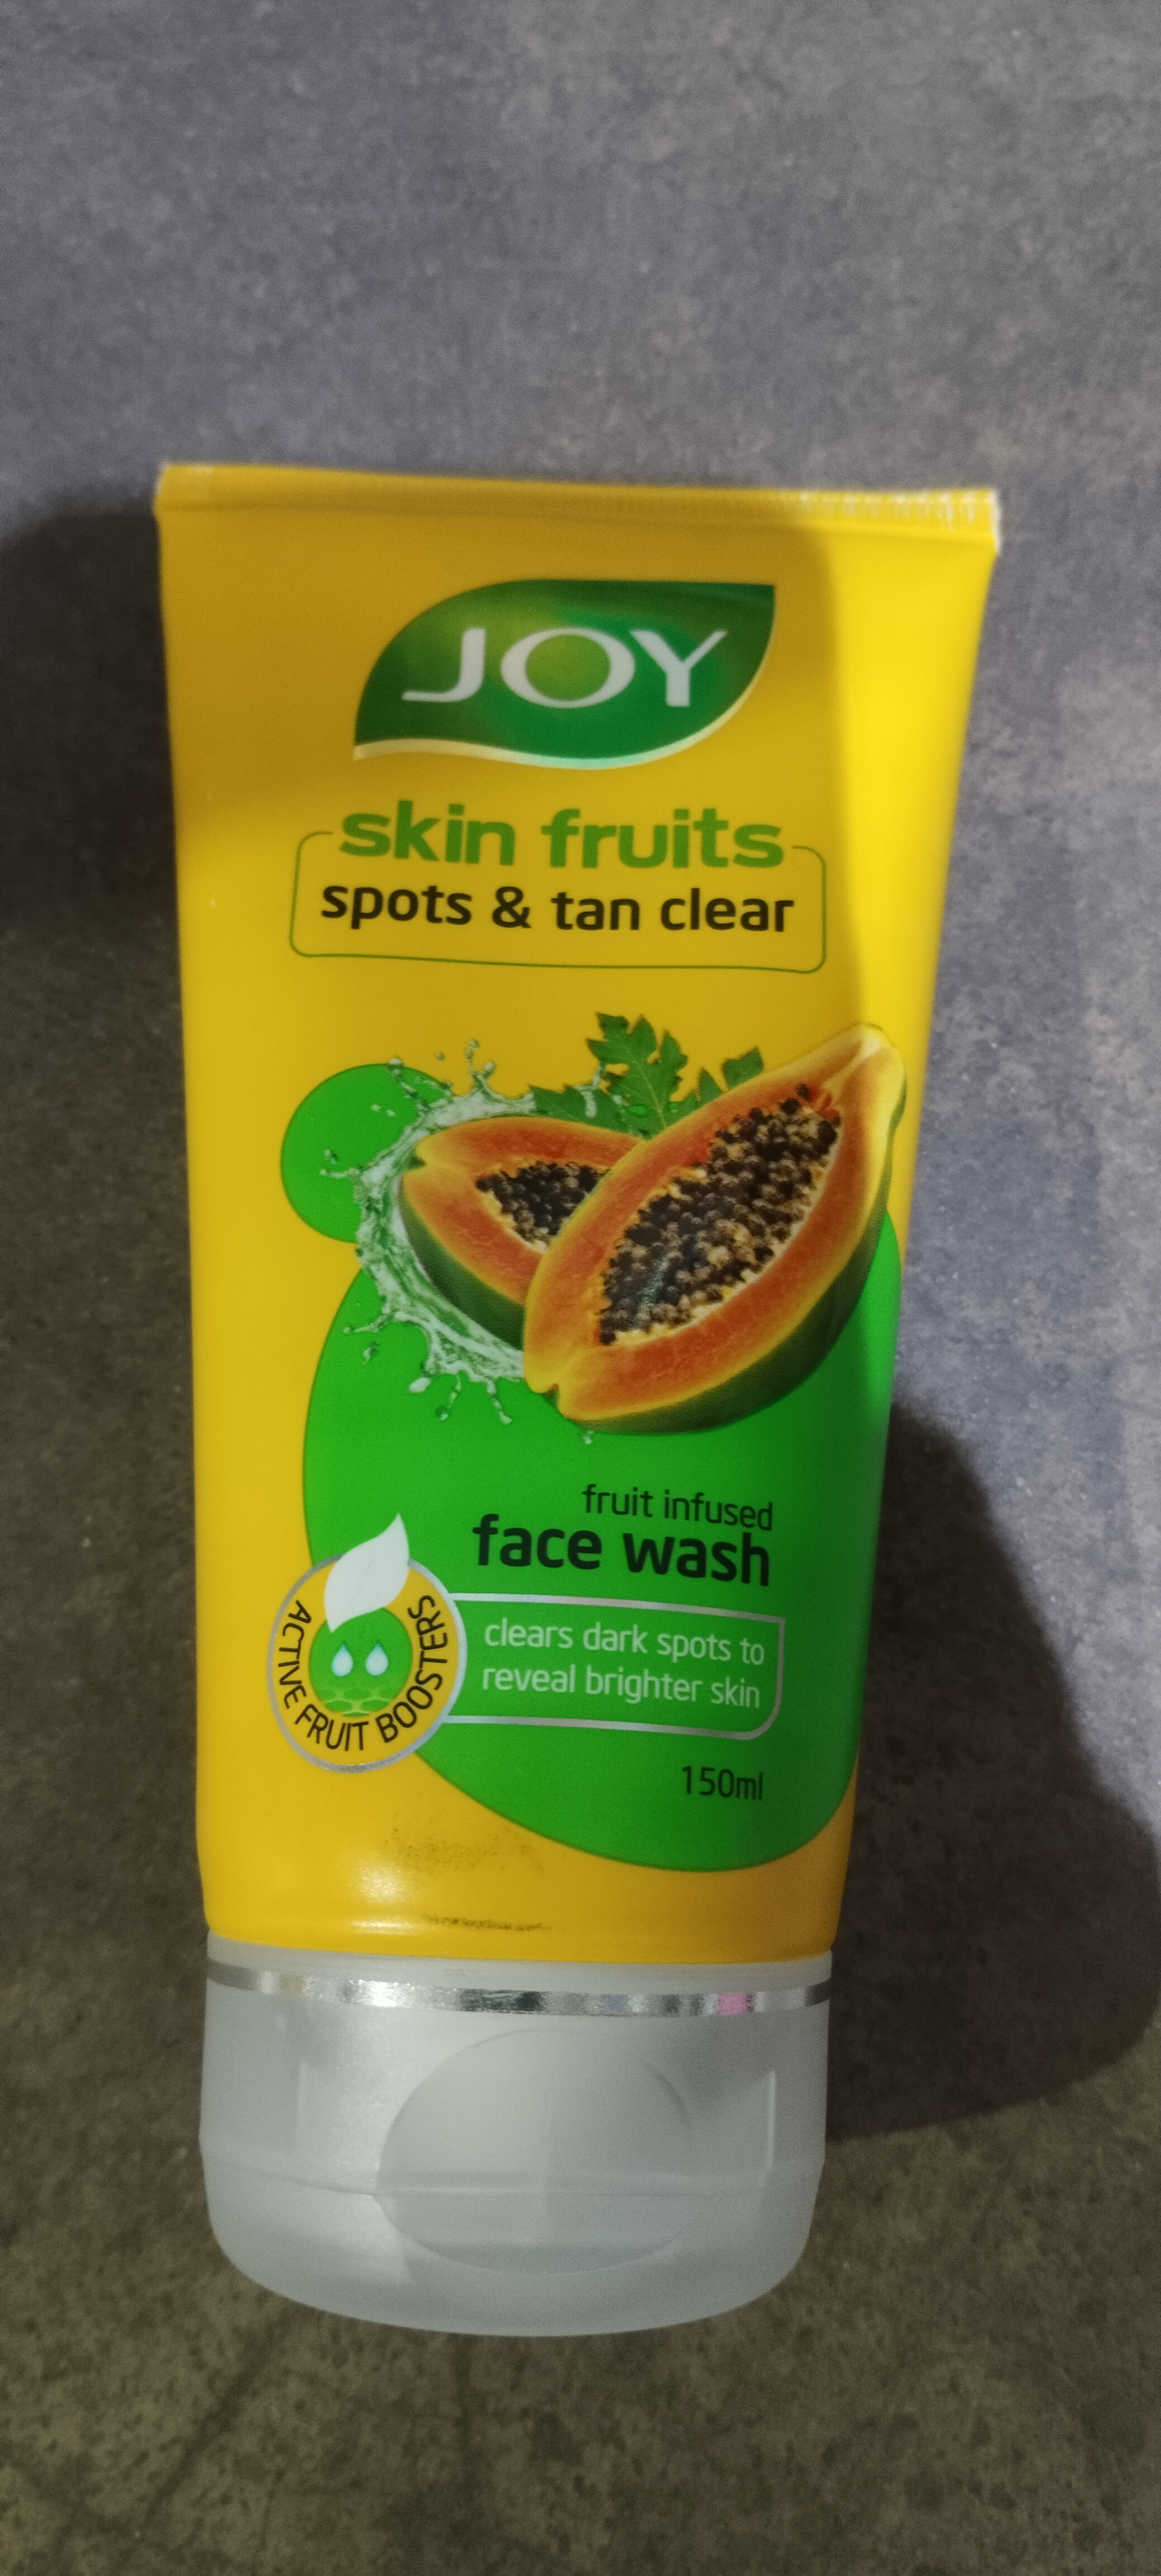 JOY
skin fruits
spots & tan clear
fruit infused
face wash
ACTIVE FRUIT BOOSTERS
clears dark spots to
reveal brighter skin
150ml